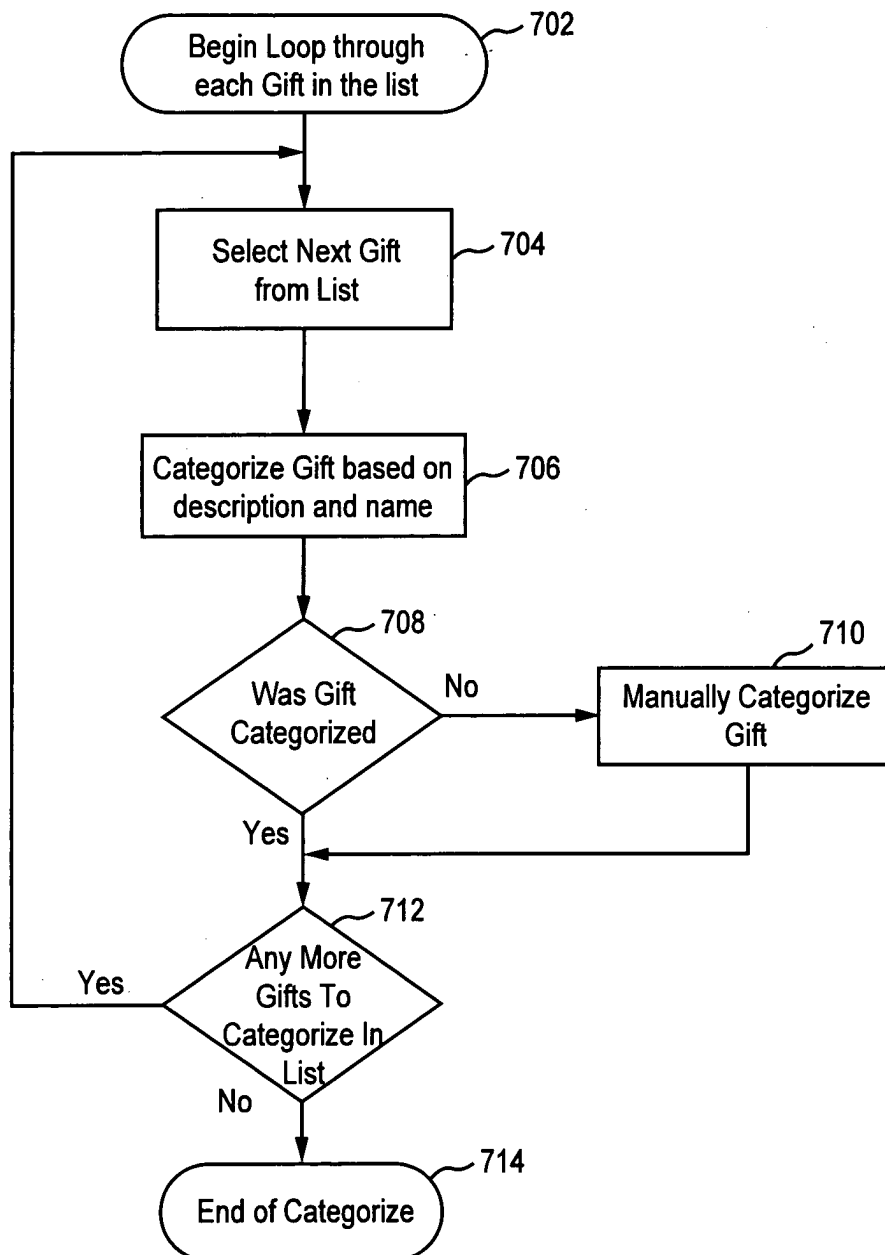 Begin Loop through
each Gift in the list
702
Select Next Gift
from List
704
Categorize Gift based on
description and name
706
708
Was Gift
Categorized
No
710
Manually Categorize
Gift
Yes
712
Any More
Gifts To
Categorize In
List
Yes
No
714
End of Categorize